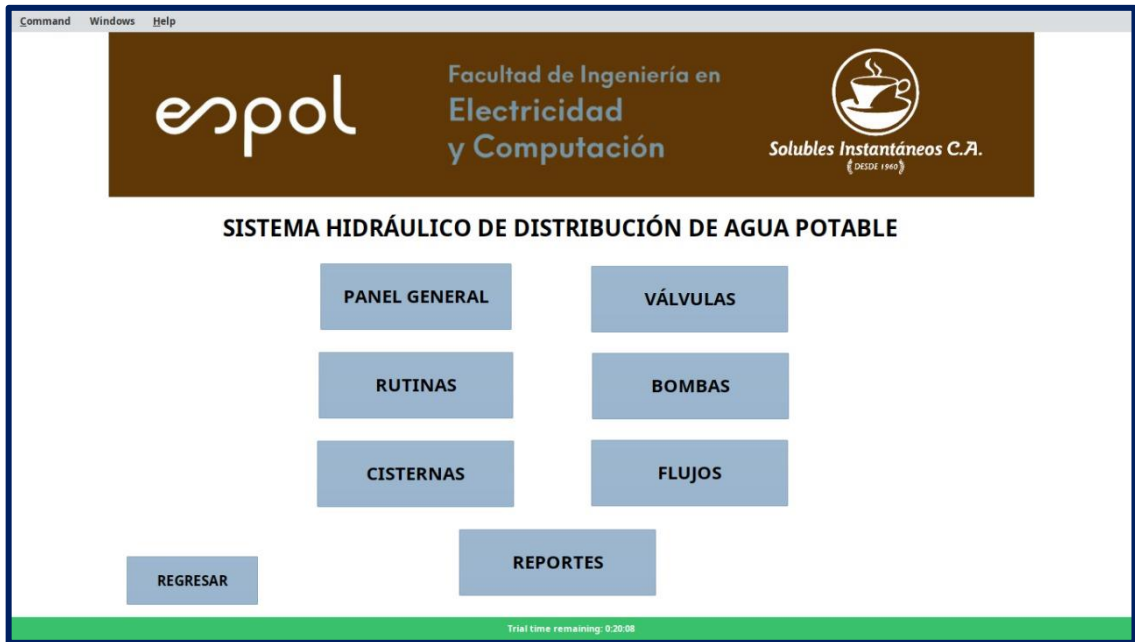 Command Windows Help
espol
Facultad de Ingeniería en
Electricidad
y Computación
Solubles Instantáneos C.A.
DESDE 1960
SISTEMA HIDRÁULICO DE DISTRIBUCIÓN DE AGUA POTABLE
PANEL GENERAL
VÁLVULAS
RUTINAS
BOMBAS
CISTERNAS
FLUJOS
REPORTES
REGRESAR
Trial time remaining: 0:20:08